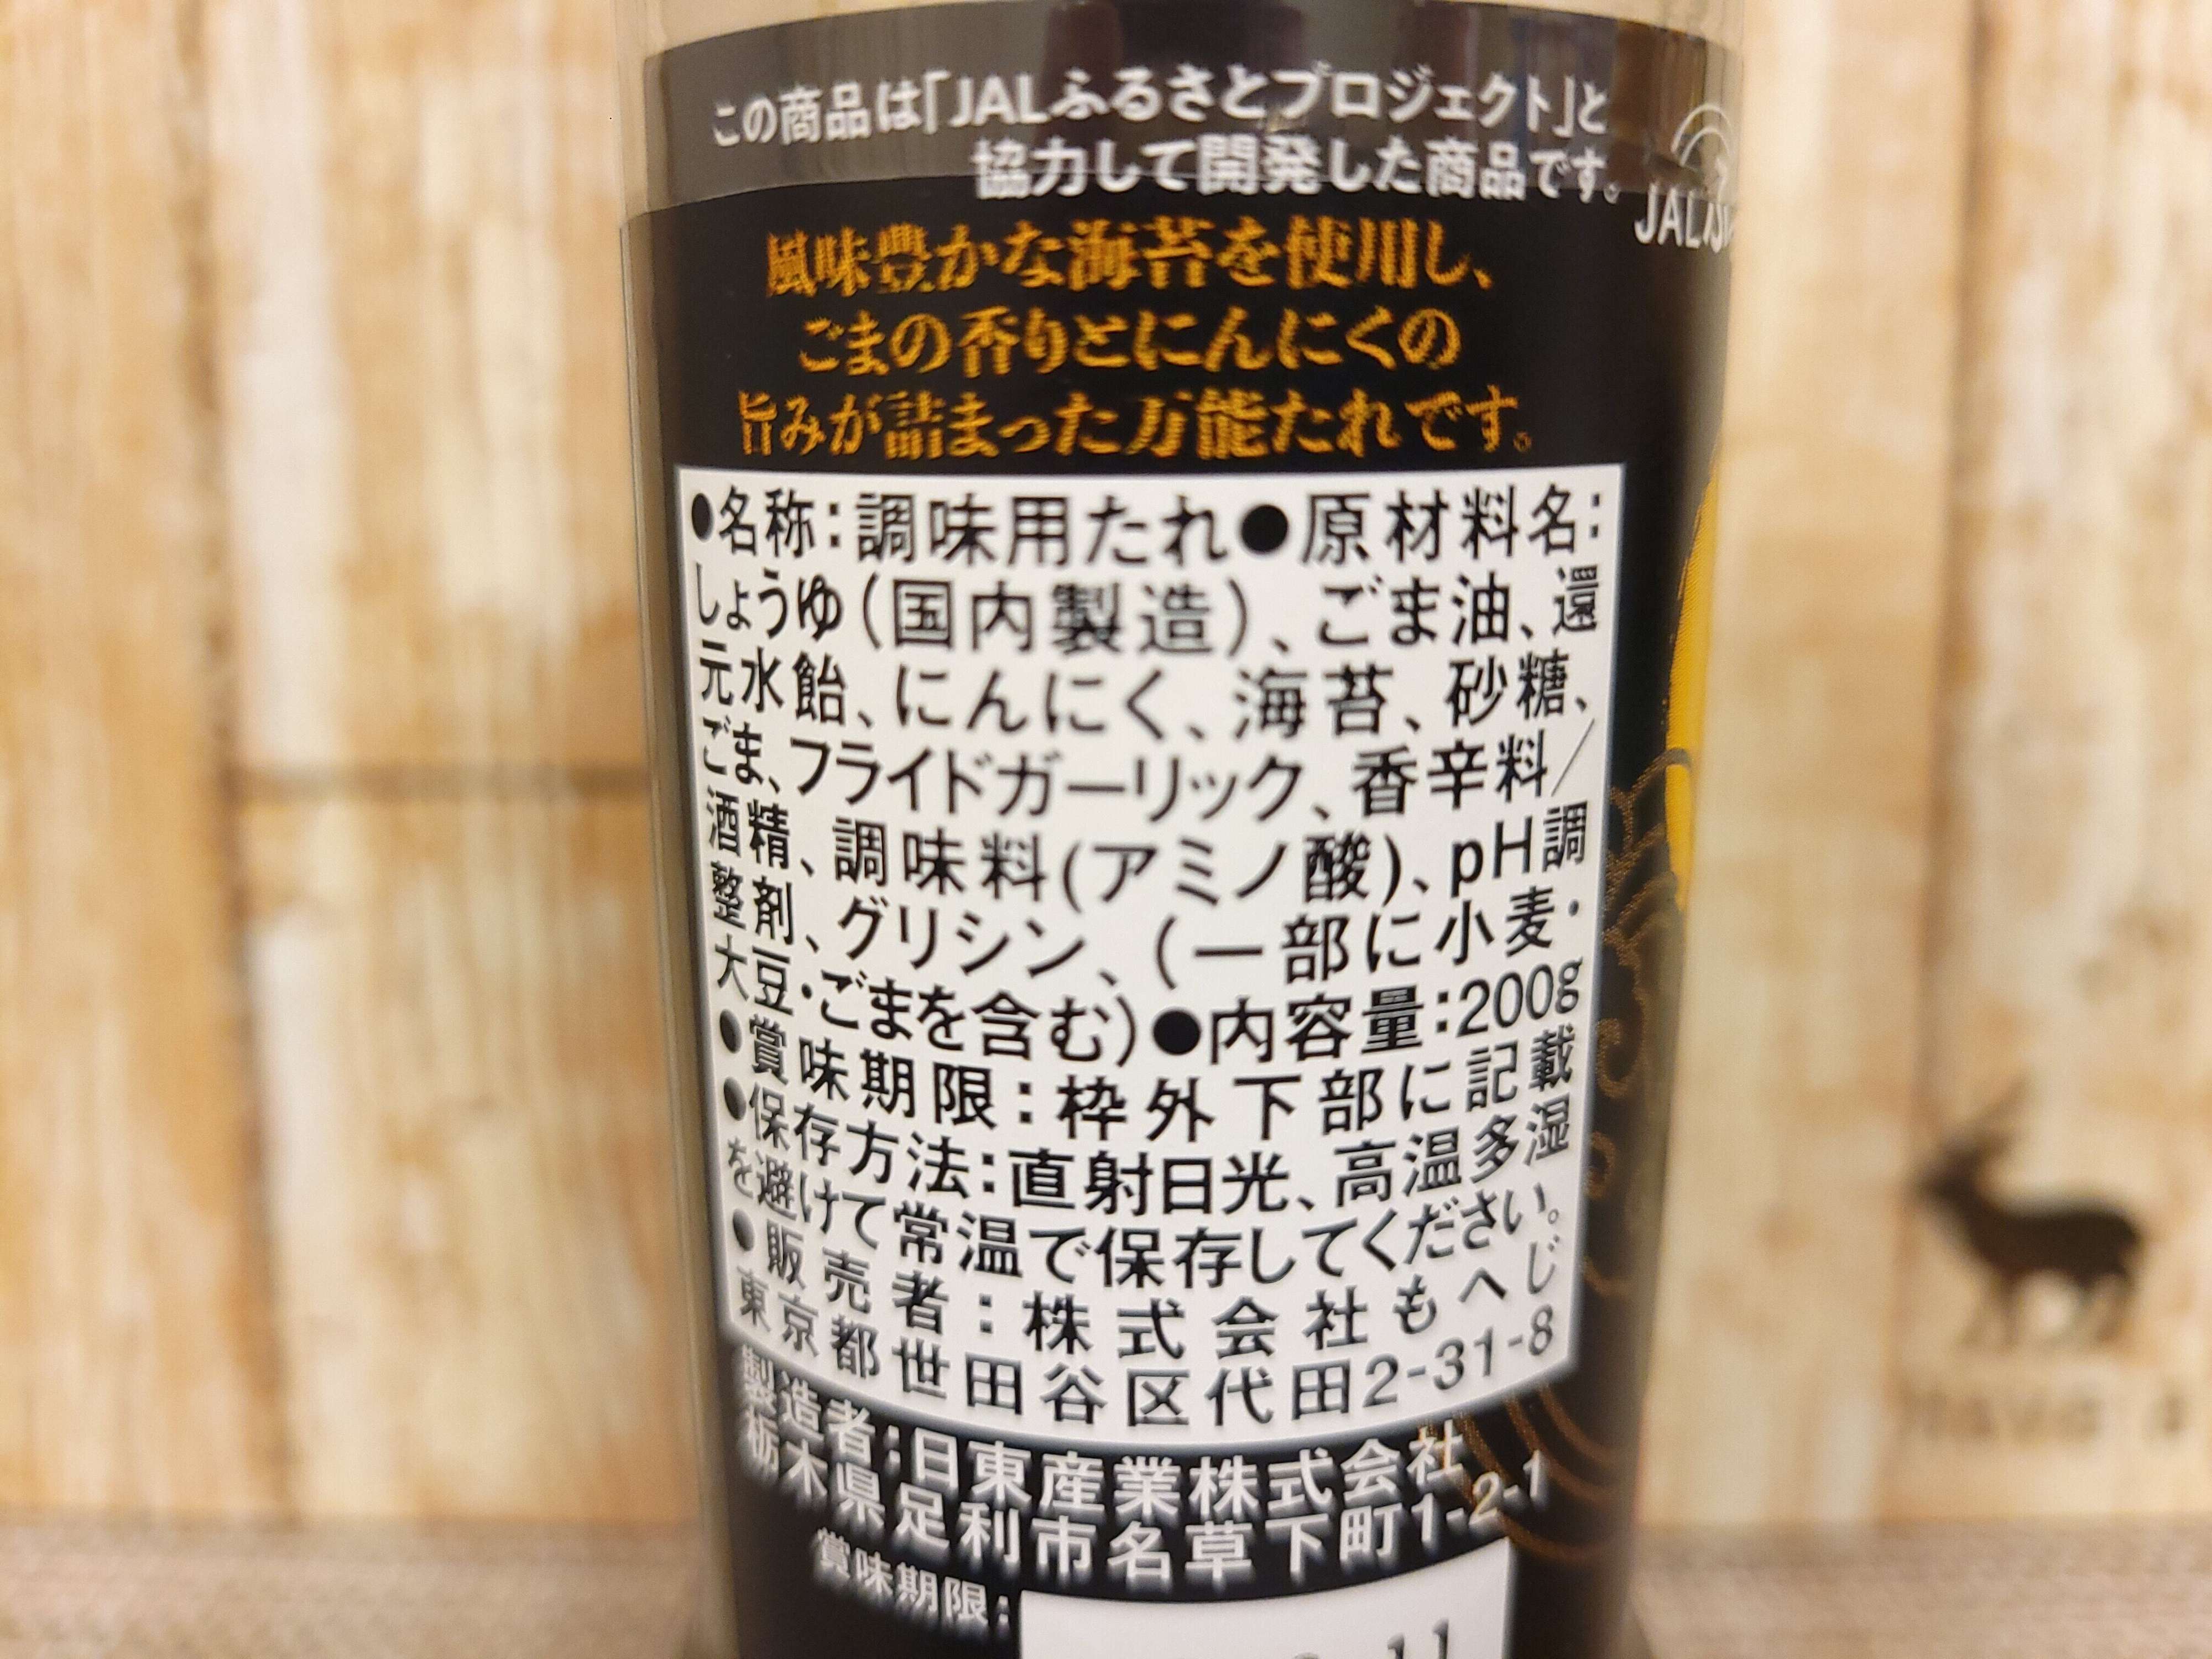 この商品は「JALふるさとプロジェクト」と
協力して開発した商品です。
JALふ
風味豊かな海苔を使用し、
ごまの香りとにんにくの
旨みが詰まった万能たれです。
●名称：調味用たれ●原材料名：
しょうゆ（国内製造）、ごま油、還
元水飴、にんにく、海苔、砂糖、
ごま、フライドガーリック、香辛料／
酒精、調味料(アミノ酸)、pH調
整剤、グリシン、（一部に小麦・
大豆・ごまを含む）●内容量：200g
●賞味期限：枠外下部に記載
●保存方法：直射日光、高温多湿
を避けて常温で保存してください。
●販売者：株式会社もへじ
東京都世田谷区代田2-31-8
製造者：日東産業株式会社
栃木県足利市名草下町1-2-1
賞味期限：
11